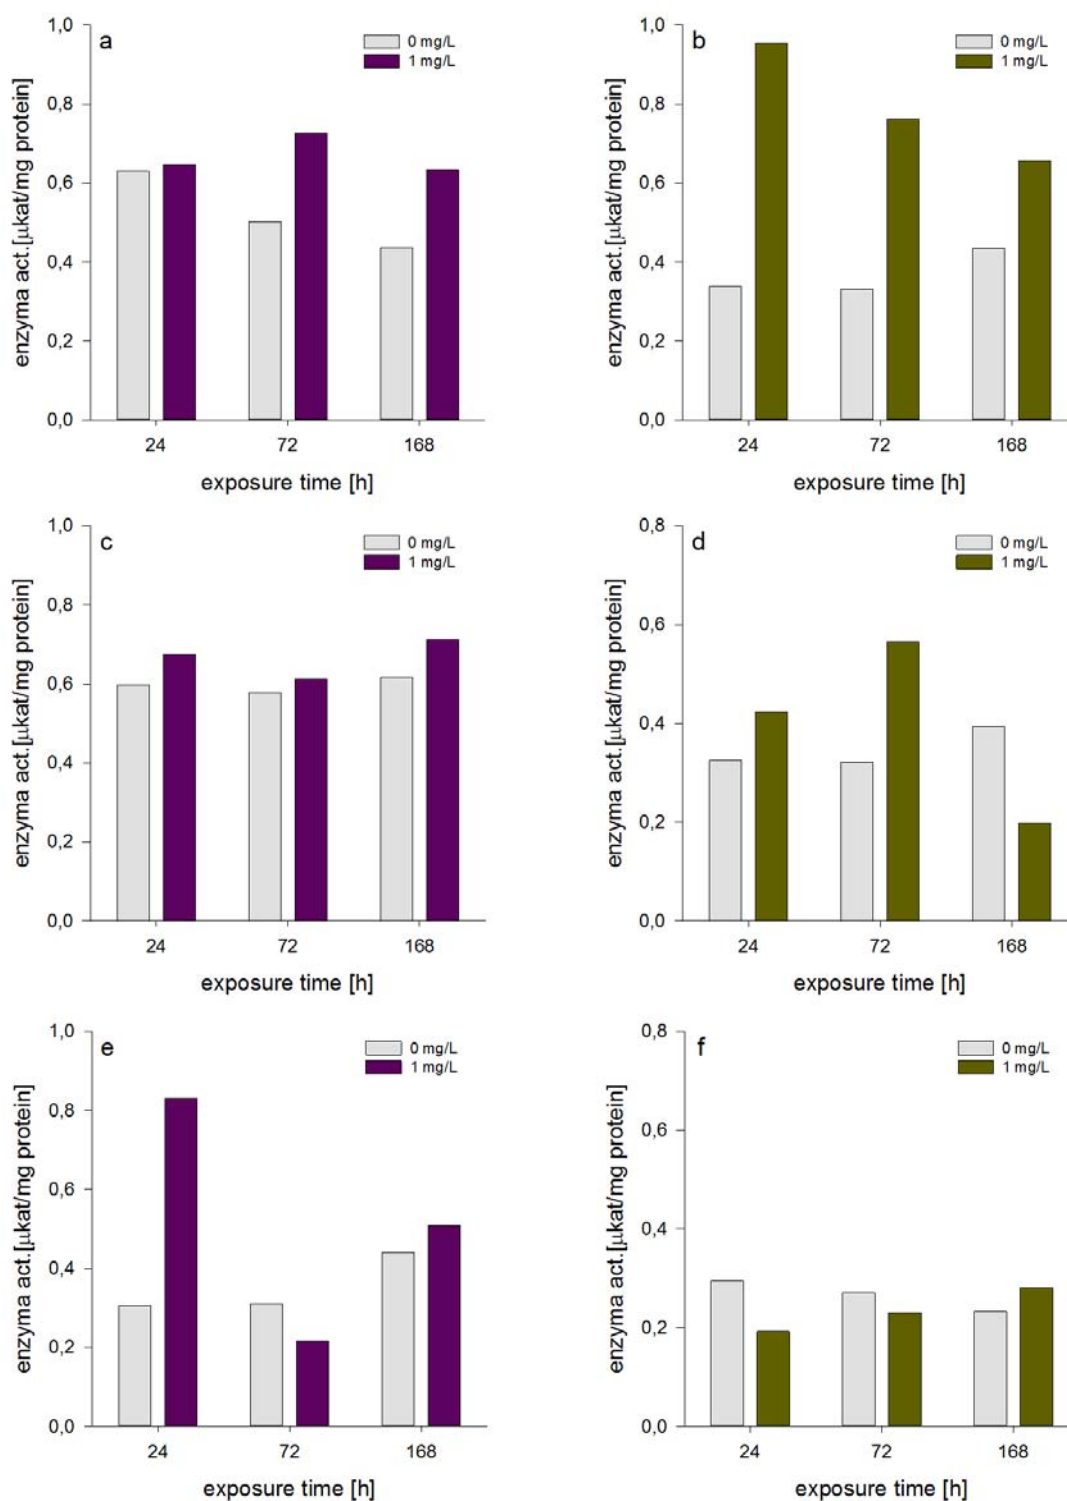 a
0 mg/L
1 mg/L
1,0
0,8
0,6
0,4
0,2
0,0
enzyma act.[µkat/mg protein]
24 72 168
exposure time [h]
b
0 mg/L
1 mg/L
1,0
0,8
0,6
0,4
0,2
0,0
enzyma act.[µkat/mg protein]
24 72 168
exposure time [h]
c
0 mg/L
1 mg/L
1,0
0,8
0,6
0,4
0,2
0,0
enzyma act.[µkat/mg protein]
24 72 168
exposure time [h]
d
0 mg/L
1 mg/L
0,8
0,6
0,4
0,2
0,0
enzyma act.[µkat/mg protein]
24 72 168
exposure time [h]
e
0 mg/L
1 mg/L
1,0
0,8
0,6
0,4
0,2
0,0
enzyma act.[µkat/mg protein]
24 72 168
exposure time [h]
f
0 mg/L
1 mg/L
0,8
0,6
0,4
0,2
0,0
enzyma act.[µkat/mg protein]
24 72 168
exposure time [h]